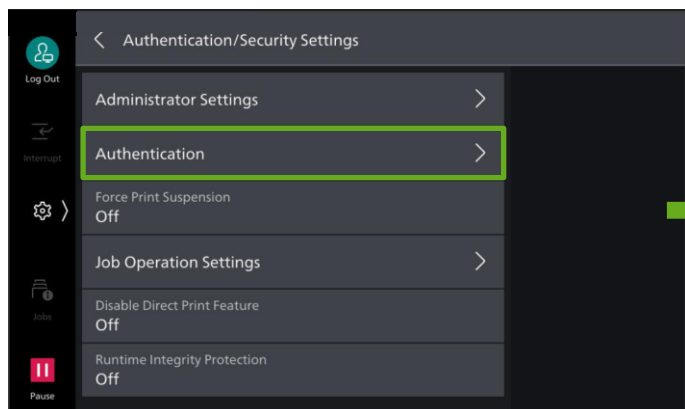 Authentication/Security Settings
Log Out
Administrator Settings
Interrupt
Authentication
Force Print Suspension
Off
Job Operation Settings
Jobs
Disable Direct Print Feature
Off
Runtime Integrity Protection
Off
Pause